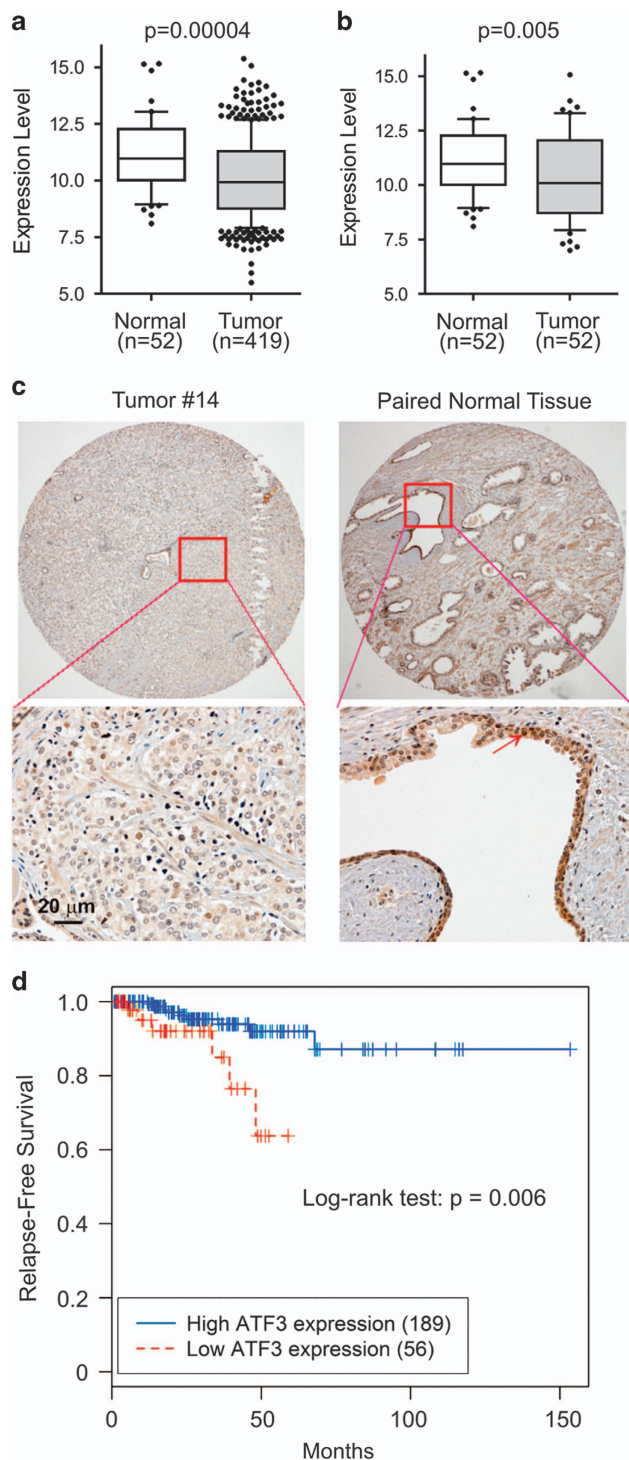 a
p=0.00004
Expression Level
15.0
12.5
10.0
7.5
5.0
Normal
(n=52)
Tumor
(n=419)
b
p=0.005
Expression Level
15.0
12.5
10.0
7.5
5.0
Normal
(n=52)
Tumor
(n=52)
c
Tumor #14
Paired Normal Tissue
20 μm
d
Relapse-Free Survival
1.0
0.8
0.6
0.4
0.2
0
Log-rank test: p = 0.006
High ATF3 expression (189)
Low ATF3 expression (56)
0
50
100
150
Months